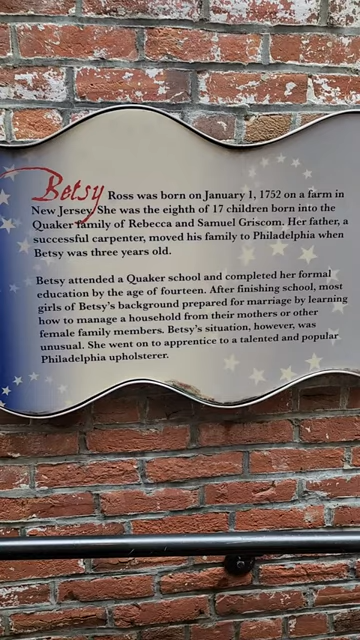 Betsy Ross was born on January 1, 1752 on a farm in
New Jersey. She was the eighth of 17 children born into the
Quaker family of Rebecca and Samuel Griscom. Her father, a
successful carpenter, moved his family to Philadelphia when
Betsy was three years old.
Betsy attended a Quaker school and completed her formal
education by the age of fourteen. After finishing school, most
girls of Betsy's background prepared for marriage by learning
how to manage a household from their mothers or other
female family members. Betsy's situation, however, was
unusual. She went on to apprentice to a talented and popular
Philadelphia upholsterer.